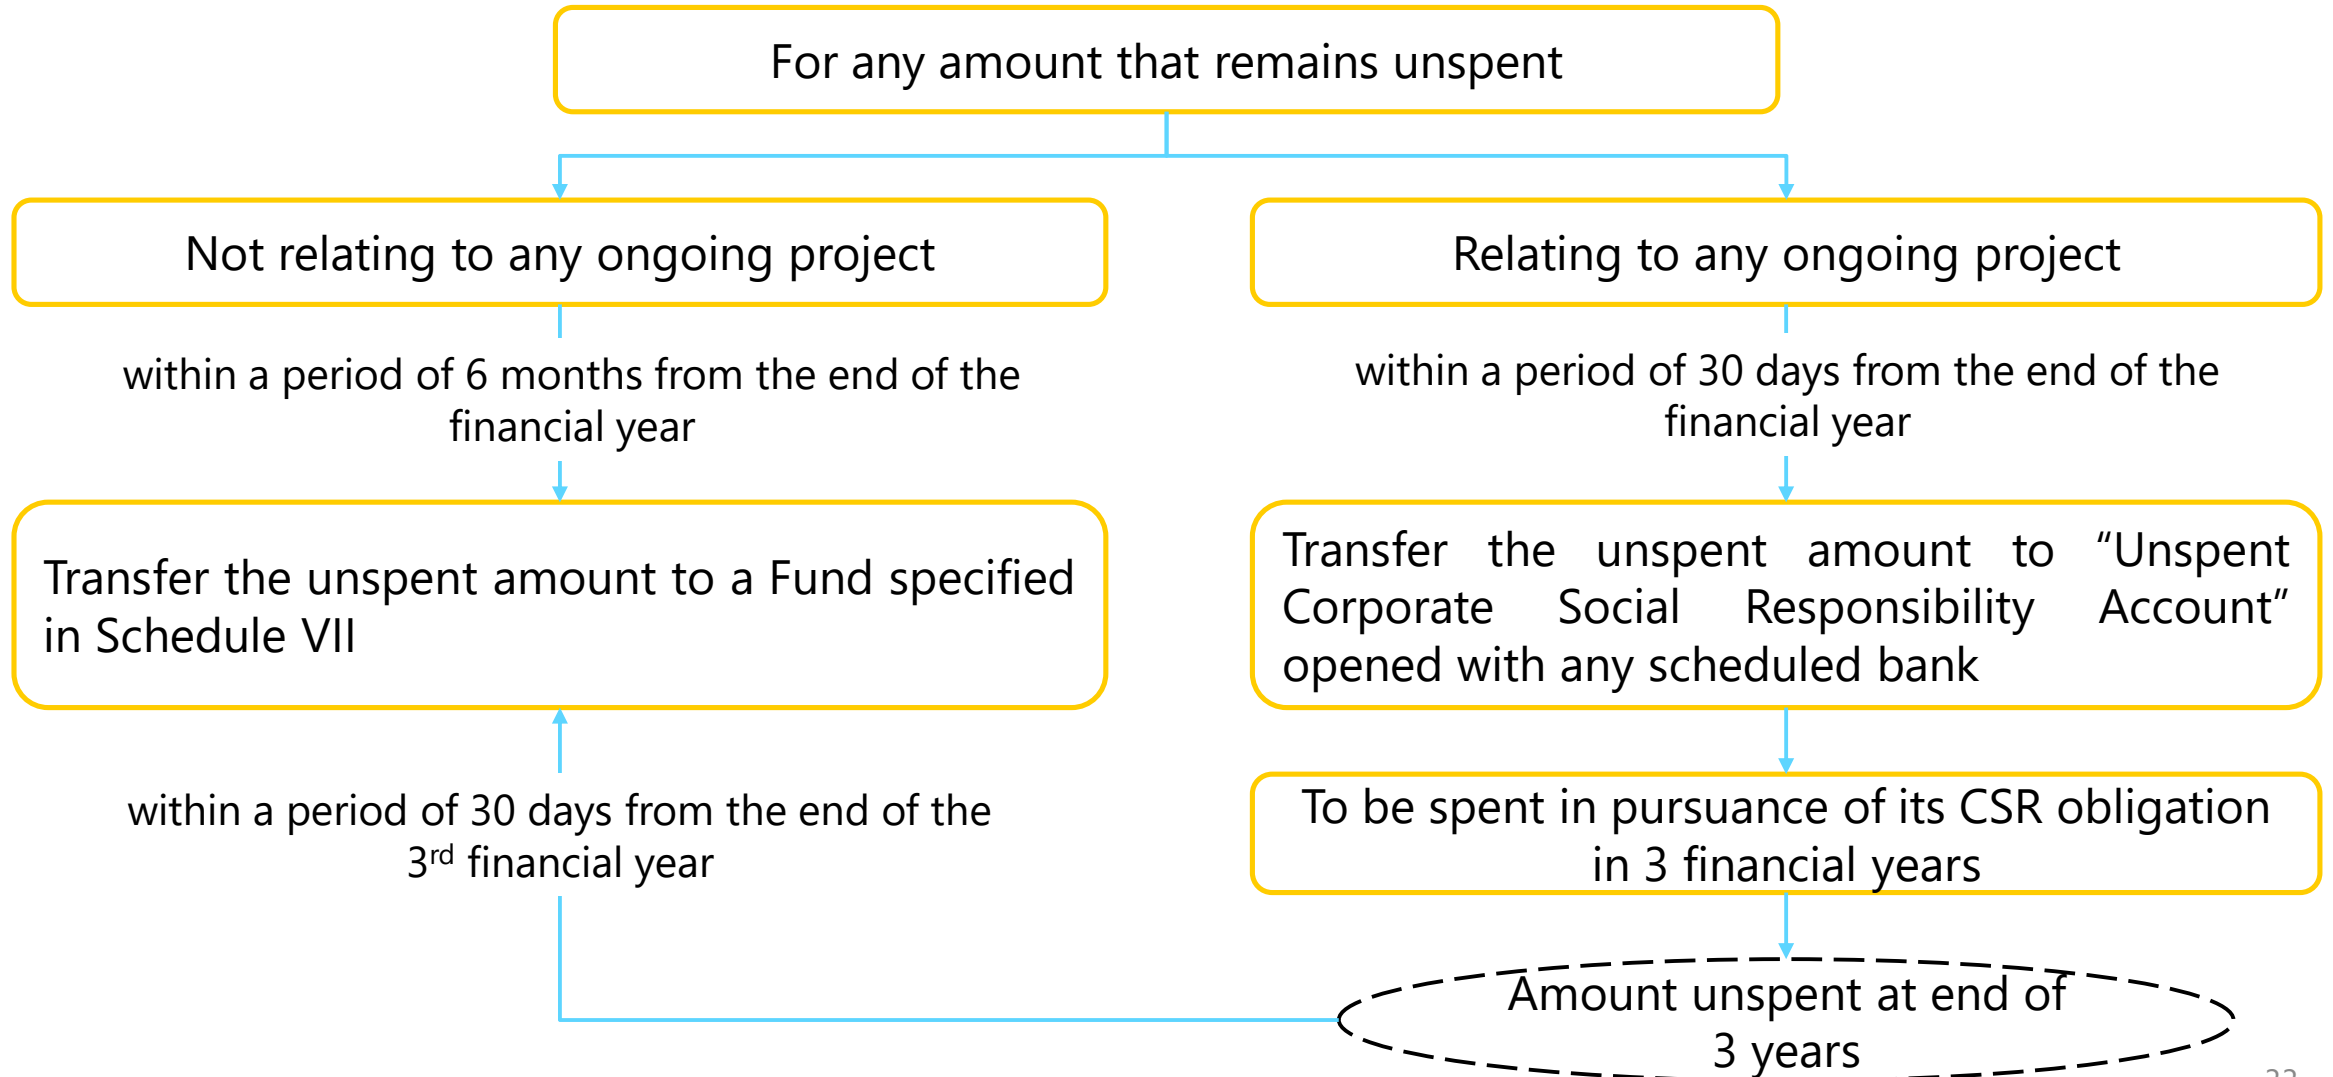 For any amount that remains unspent
Not relating to any ongoing project
Relating to any ongoing project
within a period of 6 months from the end of the
financial year
within a period of 30 days from the end of the
financial year
Transfer the unspent amount to a Fund specified
in Schedule VII
Transfer the unspent amount to “Unspent
Corporate Social Responsibility Account”
opened with any scheduled bank
within a period of 30 days from the end of the
3rd financial year
To be spent in pursuance of its CSR obligation
in 3 financial years
Amount unspent at end of
3 years